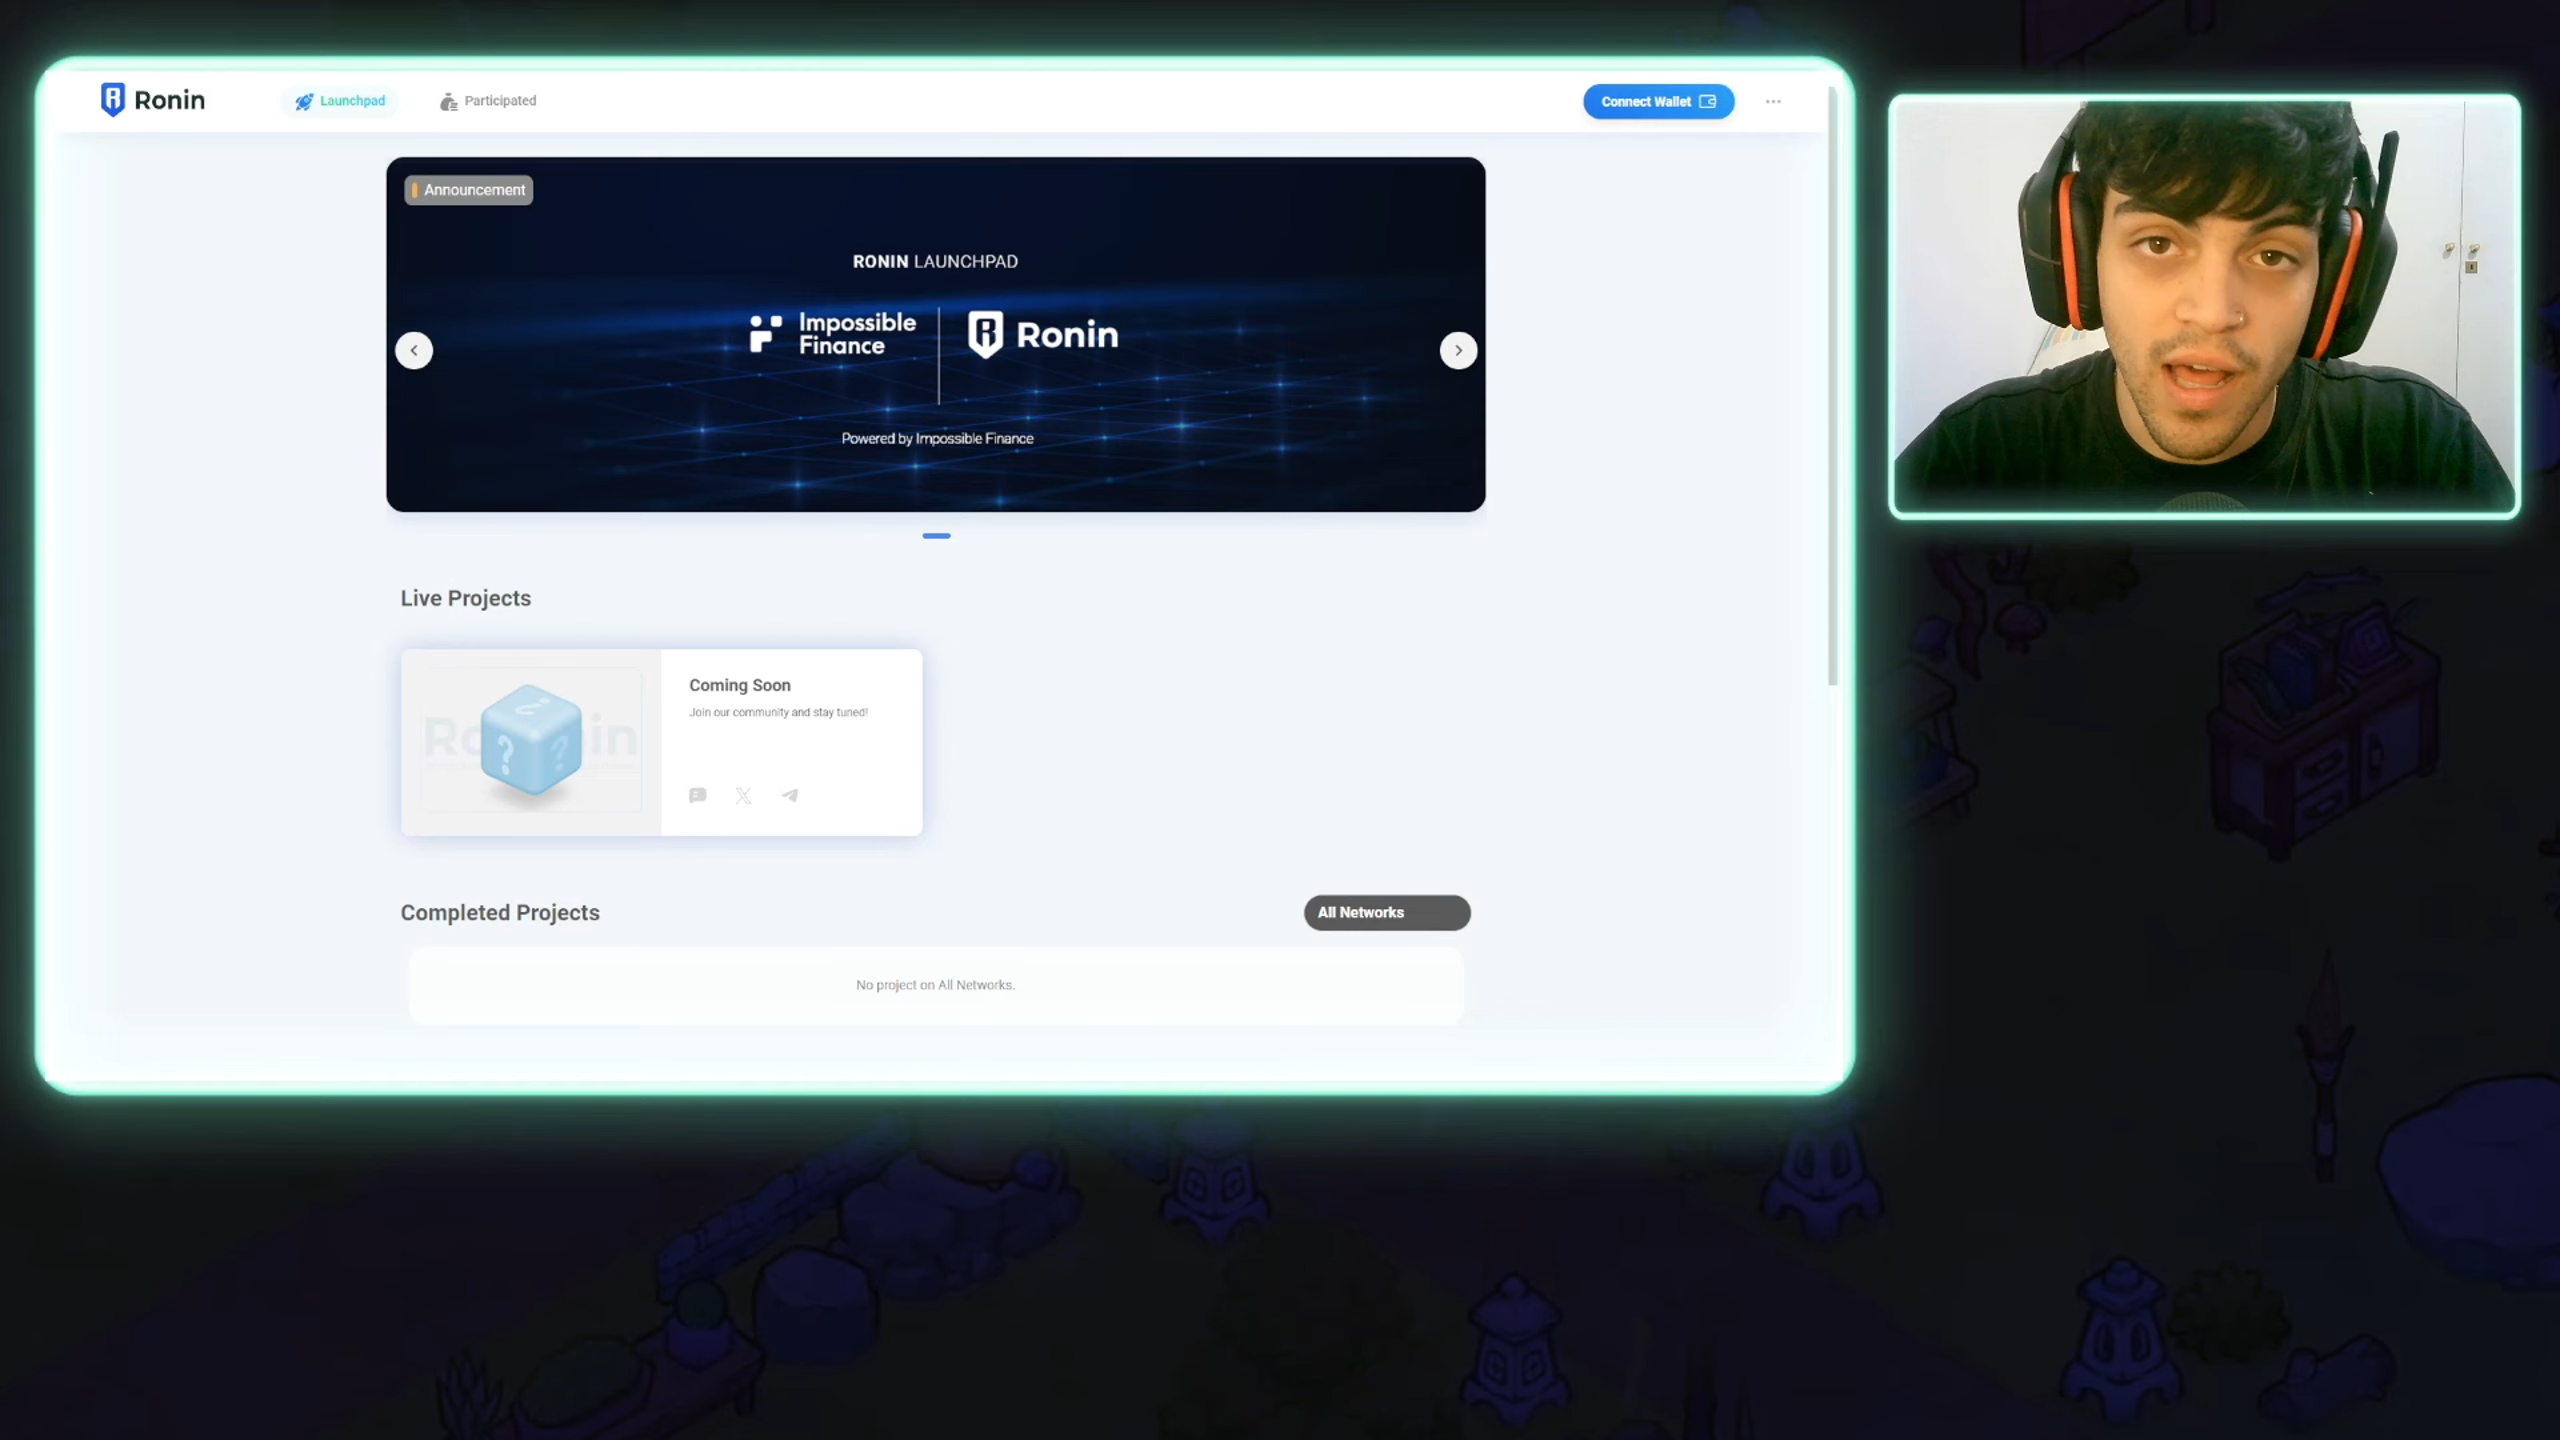 Ronin
Launchpad
Participated
Connect Wallet
Announcement
RONIN LAUNCHPAD
Impossible
Finance
Ronin
Powered by Impossible Finance
Live Projects
Coming Soon
Join our community and stay tuned!
Completed Projects
All Networks
No project on All Networks.